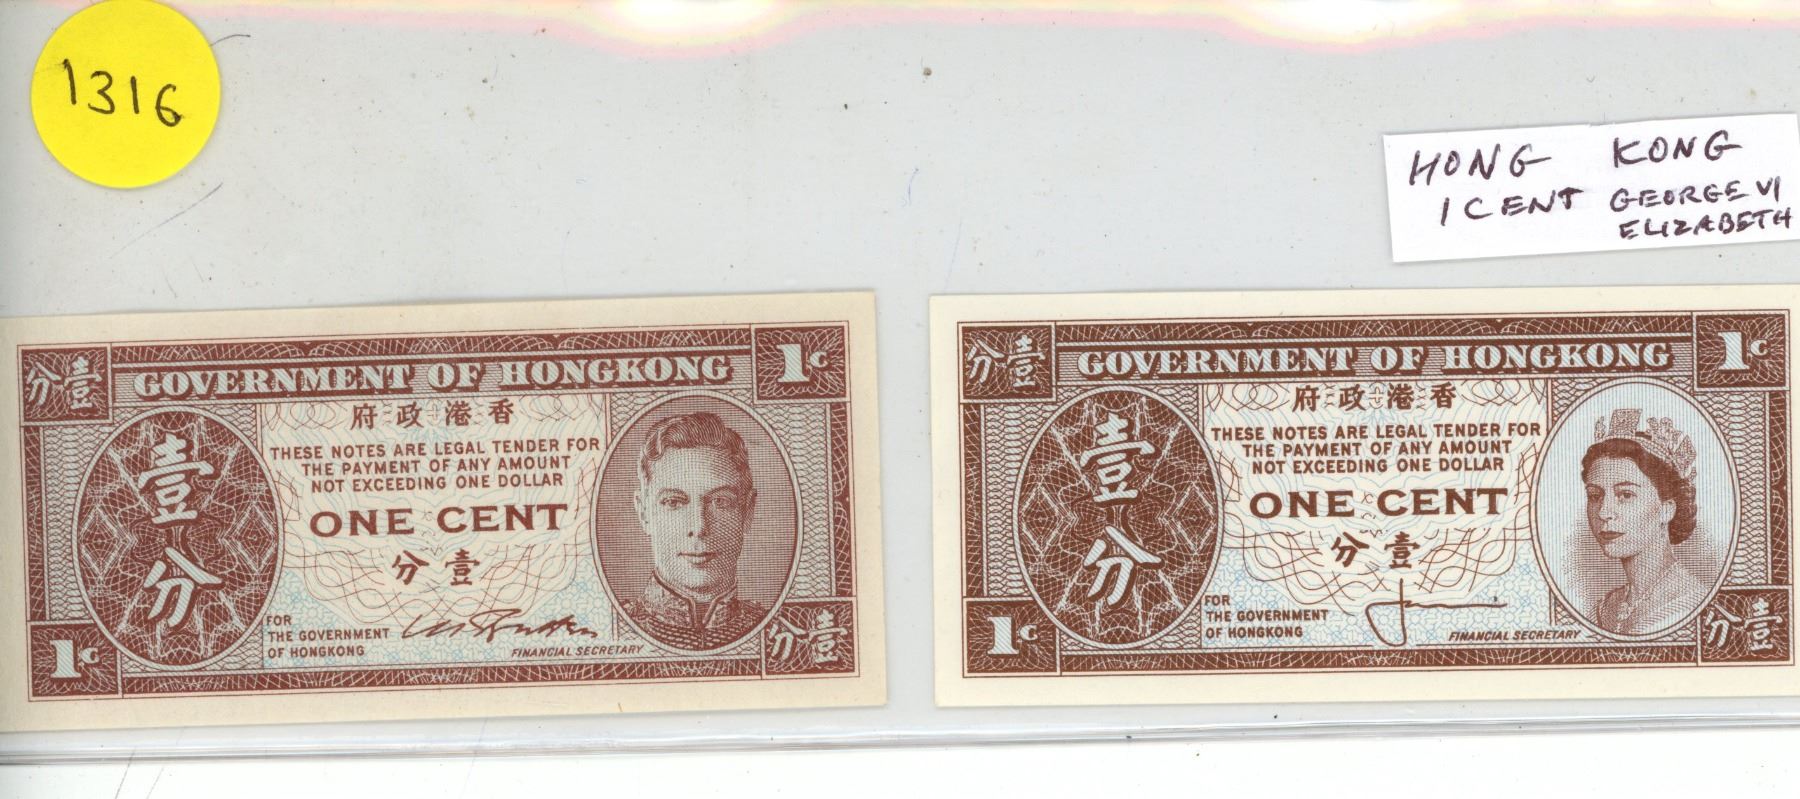 1316
HONG KONG
1 CENT GEORGE VI
ELIZABETH
分壹 GOVERNMENT OF HONGKONG 1C
府政港香
THESE NOTES ARE LEGAL TENDER FOR
THE PAYMENT OF ANY AMOUNT
NOT EXCEEDING ONE DOLLAR
壹分
ONE CENT
分壹
FOR
THE GOVERNMENT
OF HONGKONG
FINANCIAL SECRETARY
1C 分壹
分壹 GOVERNMENT OF HONGKONG 1C
府政港香
THESE NOTES ARE LEGAL TENDER FOR
THE PAYMENT OF ANY AMOUNT
NOT EXCEEDING ONE DOLLAR
壹分
ONE CENT
分壹
FOR
THE GOVERNMENT
OF HONGKONG
FINANCIAL SECRETARY
1C 分壹